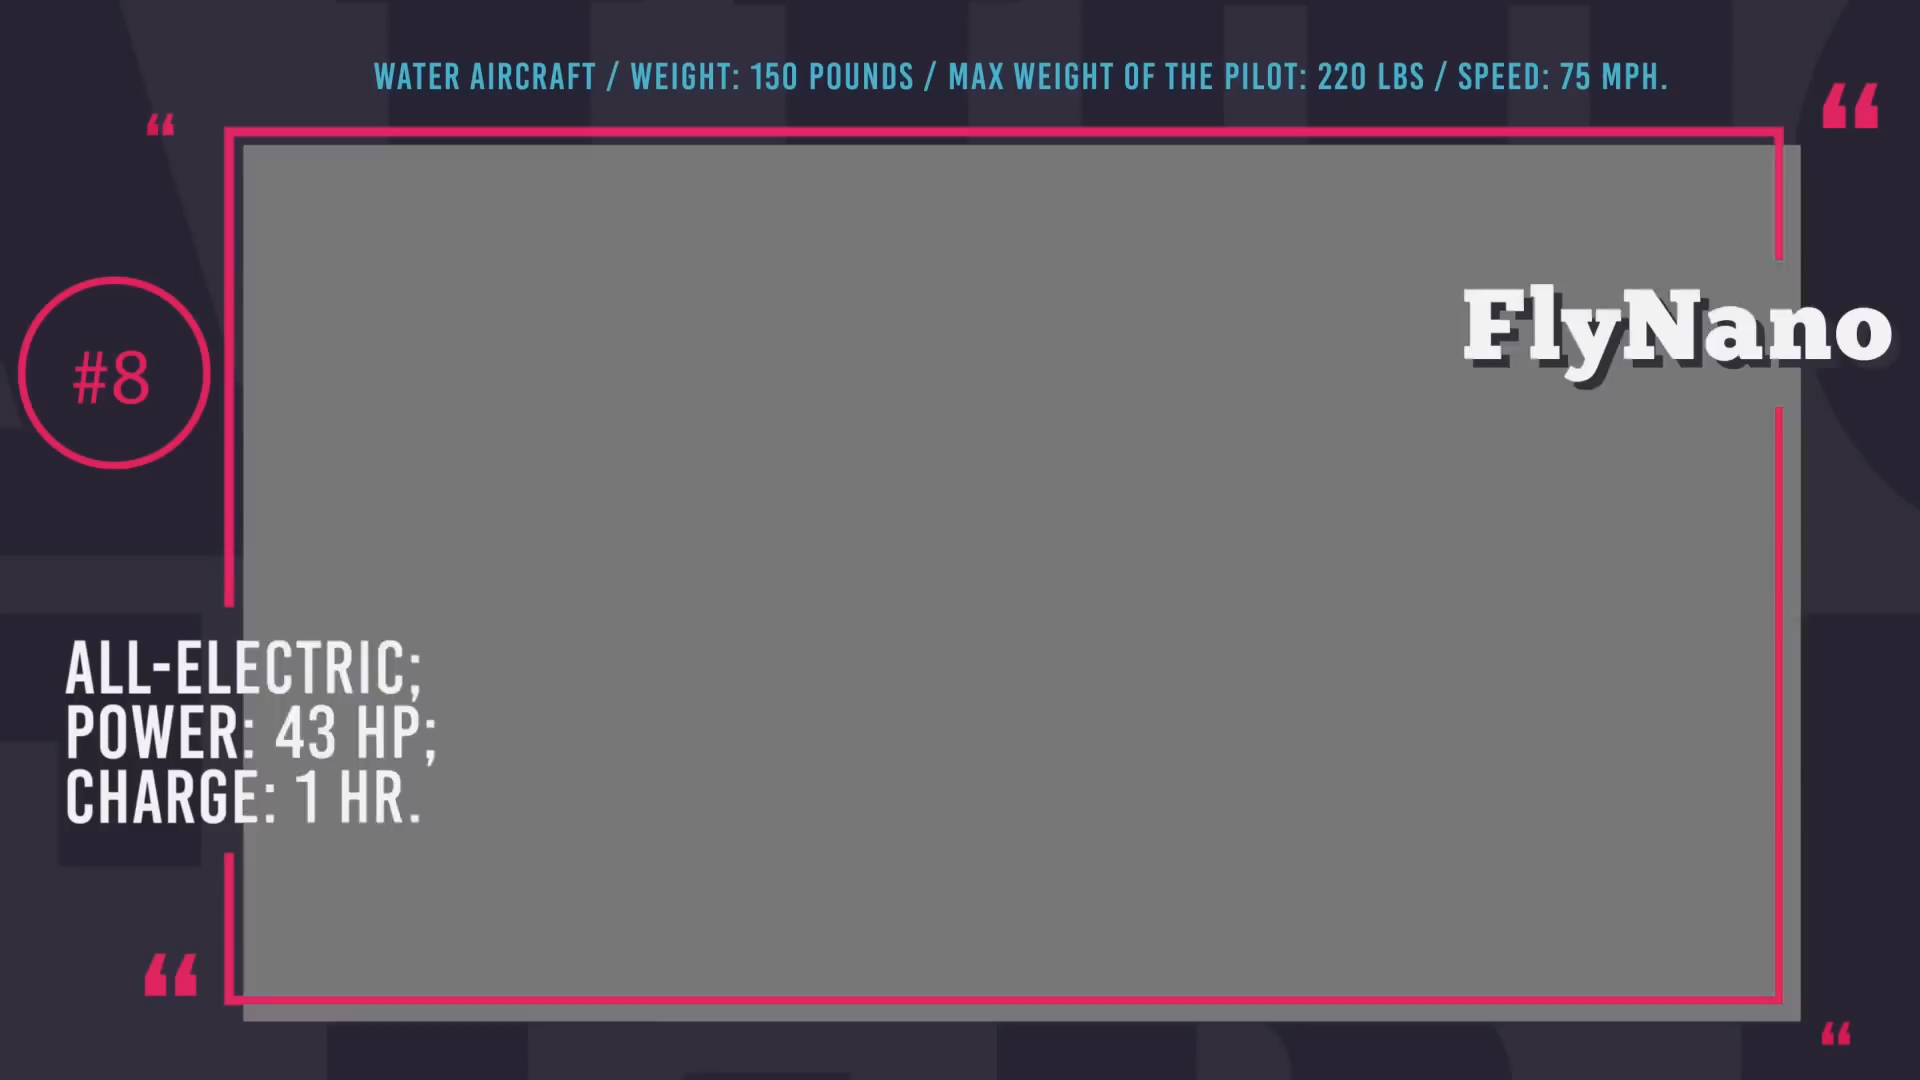 WATER AIRCRAFT / WEIGHT: 150 POUNDS / MAX WEIGHT OF THE PILOT: 220 LBS / SPEED: 75 MPH.
FlyNano
#8
ALL-ELECTRIC;
POWER: 43 HP;
CHARGE: 1 HR.